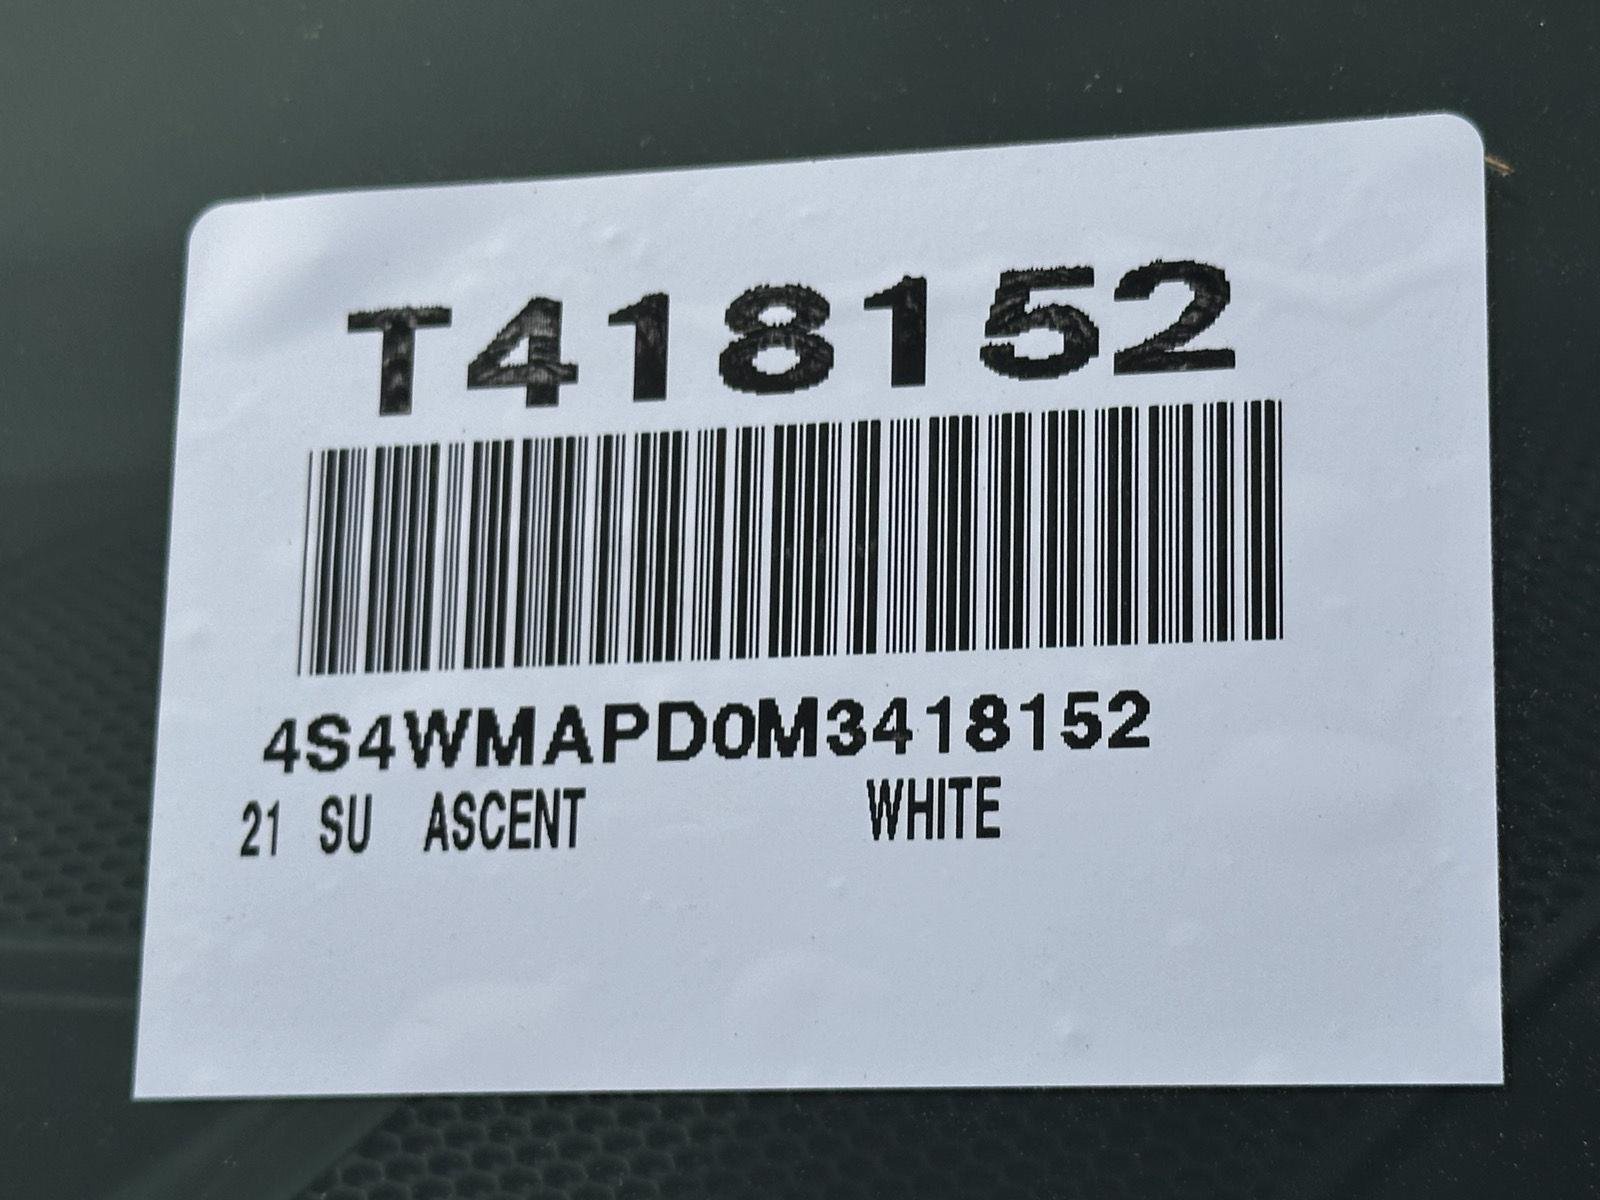 T418152
4S4WMAPD0M3418152
21 SU ASCENT WHITE